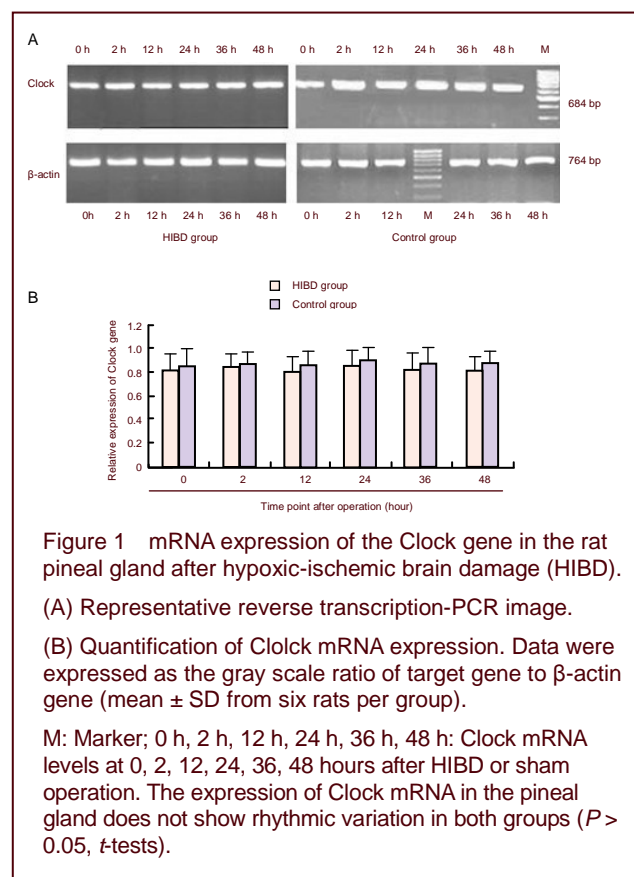 A
0 h 2 h 12 h 24 h 36 h 48 h 0 h 2 h 12 h 24 h 36 h 48 h M
Clock
684 bp
β-actin
764 bp
0h 2 h 12 h 24 h 36 h 48 h 0 h 2 h 12 h M 24 h 36 h 48 h
HIBD group Control group
B
HIBD group
Control group
Relative expression of Clock gene
1.2
1.0
0.8
0.6
0.4
0.2
0
0 2 12 24 36 48
Time point after operation (hour)
Figure 1 mRNA expression of the Clock gene in the rat
pineal gland after hypoxic-ischemic brain damage (HIBD).
(A) Representative reverse transcription-PCR image.
(B) Quantification of Clolck mRNA expression. Data were
expressed as the gray scale ratio of target gene to β-actin
gene (mean ± SD from six rats per group).
M: Marker; 0 h, 2 h, 12 h, 24 h, 36 h, 48 h: Clock mRNA
levels at 0, 2, 12, 24, 36, 48 hours after HIBD or sham
operation. The expression of Clock mRNA in the pineal
gland does not show rhythmic variation in both groups (P >
0.05, t-tests).